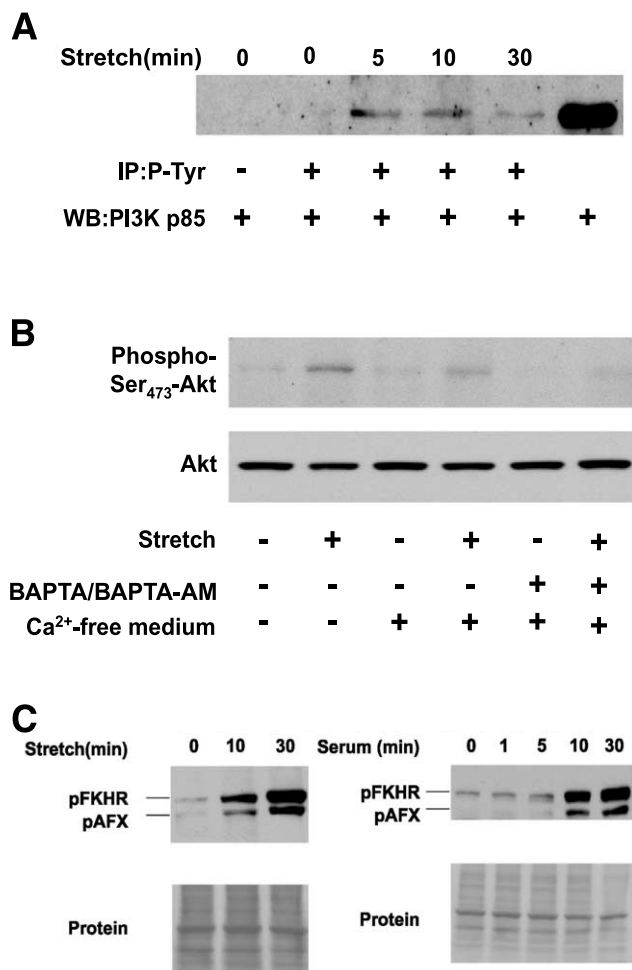 A
Stretch(min) 0 0 5 10 30
IP:P-Tyr - + + + +
WB:PI3K p85 + + + + + +
B
Phospho-
Ser473-Akt
Akt
Stretch - + - + - +
BAPTA/BAPTA-AM - - - - + +
Ca2+-free medium - - + + + +
C
Stretch(min) 0 10 30
pFKHR
pAFX
Protein
Serum (min) 0 1 5 10 30
pFKHR
pAFX
Protein